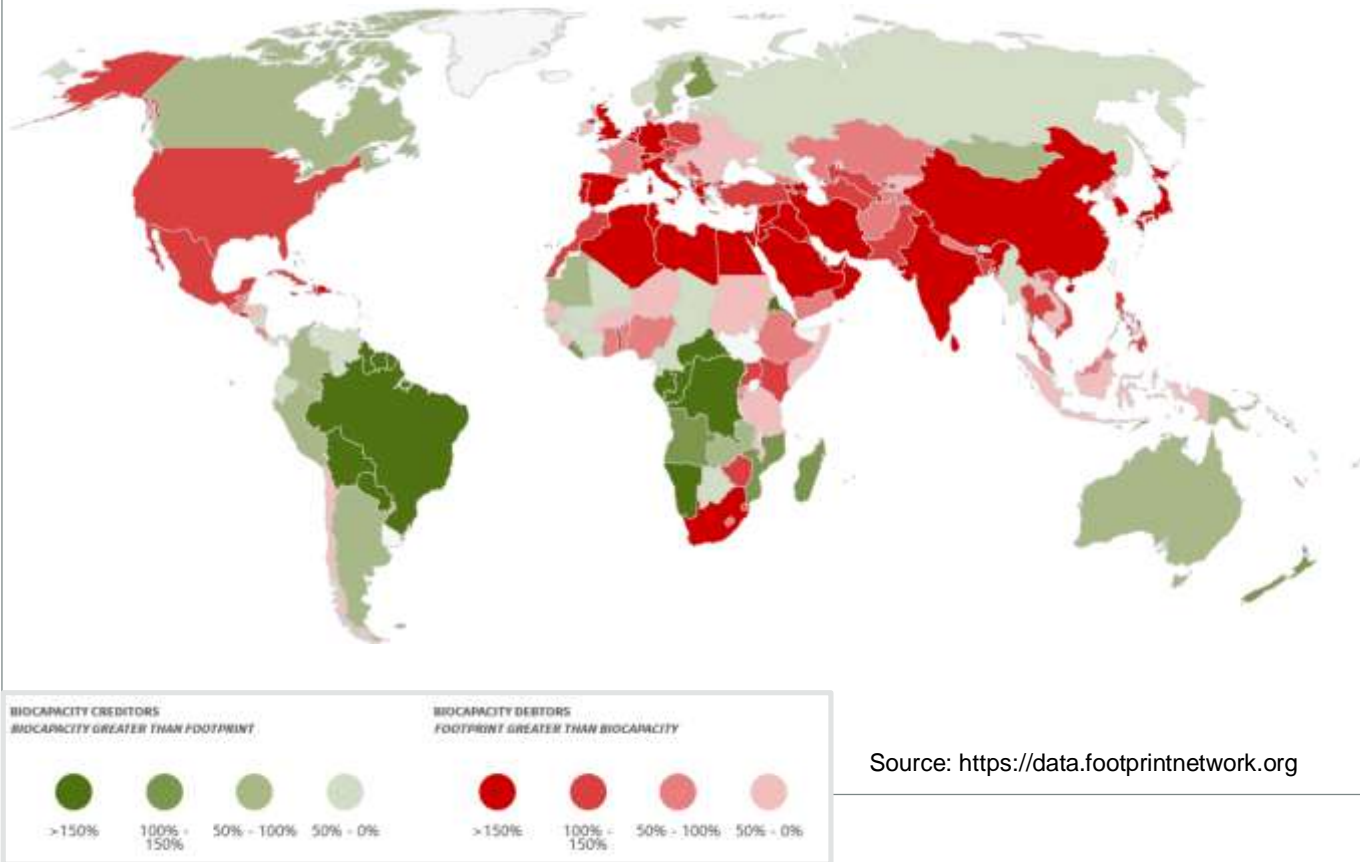 BIOCAPACITY CREDITORS
BIOCAPACITY GREATER THAN FOOTPRINT
>150%
100% -
150%
50% - 100%
50% - 0%
BIOCAPACITY DEBTORS
FOOTPRINT GREATER THAN BIOCAPACITY
>150%
100% -
150%
50% - 100%
50% - 0%
Source: https://data.footprintnetwork.org